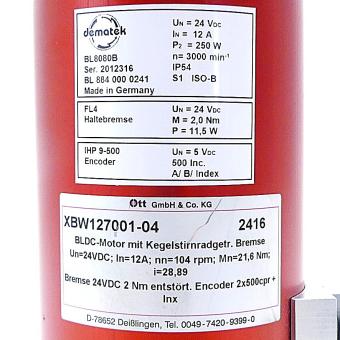 dematek
BL8080B
Ser. 2012316
BL 884 000 0241
Made in Germany
UN = 24 VDC
IN = 12 A
P2 = 250 W
n= 3000 min-1
IP54
S1 ISO-B
FL4
Haltebremse
UN = 24 VDC
M = 2,0 Nm
P = 11,5 W
IHP 9-500
Encoder
UN = 5 VDC
500 Inc.
A/ B/ Index
Ott GmbH & Co. KG
XBW127001-04 2416
BLDC-Motor mit Kegelstirnradgetr. Bremse
Un=24VDC; In=12A; nn=104 rpm; Mn=21,6 Nm;
i=28,89
Bremse 24VDC 2 Nm entstört. Encoder 2x500cpr +
Inx
D-78652 Deißlingen, Tel. 0049-7420-9399-0